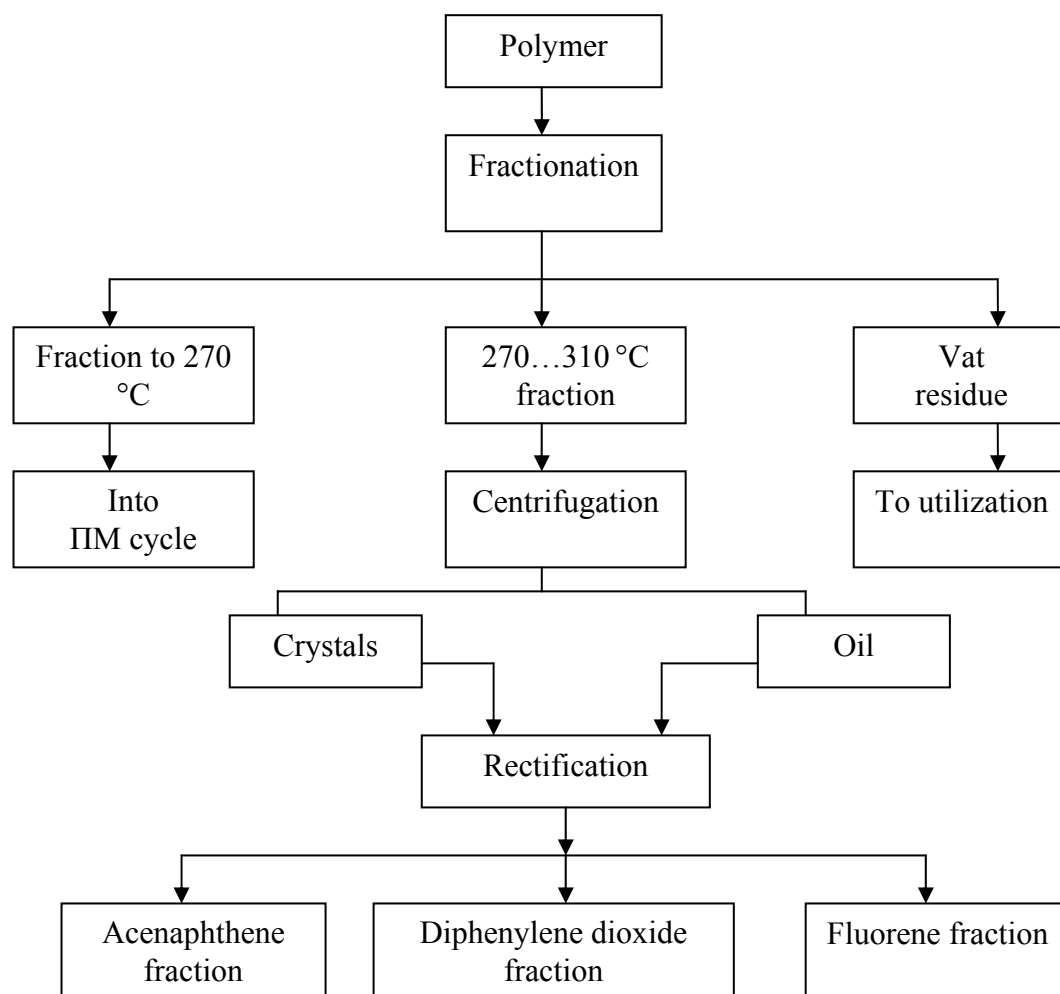 Polymer
Fractionation
Fraction to 270
°C
270…310 °C
fraction
Vat
residue
Into
ПМ cycle
Centrifugation
To utilization
Crystals
Oil
Rectification
Acenaphthene
fraction
Diphenylene dioxide
fraction
Fluorene fraction